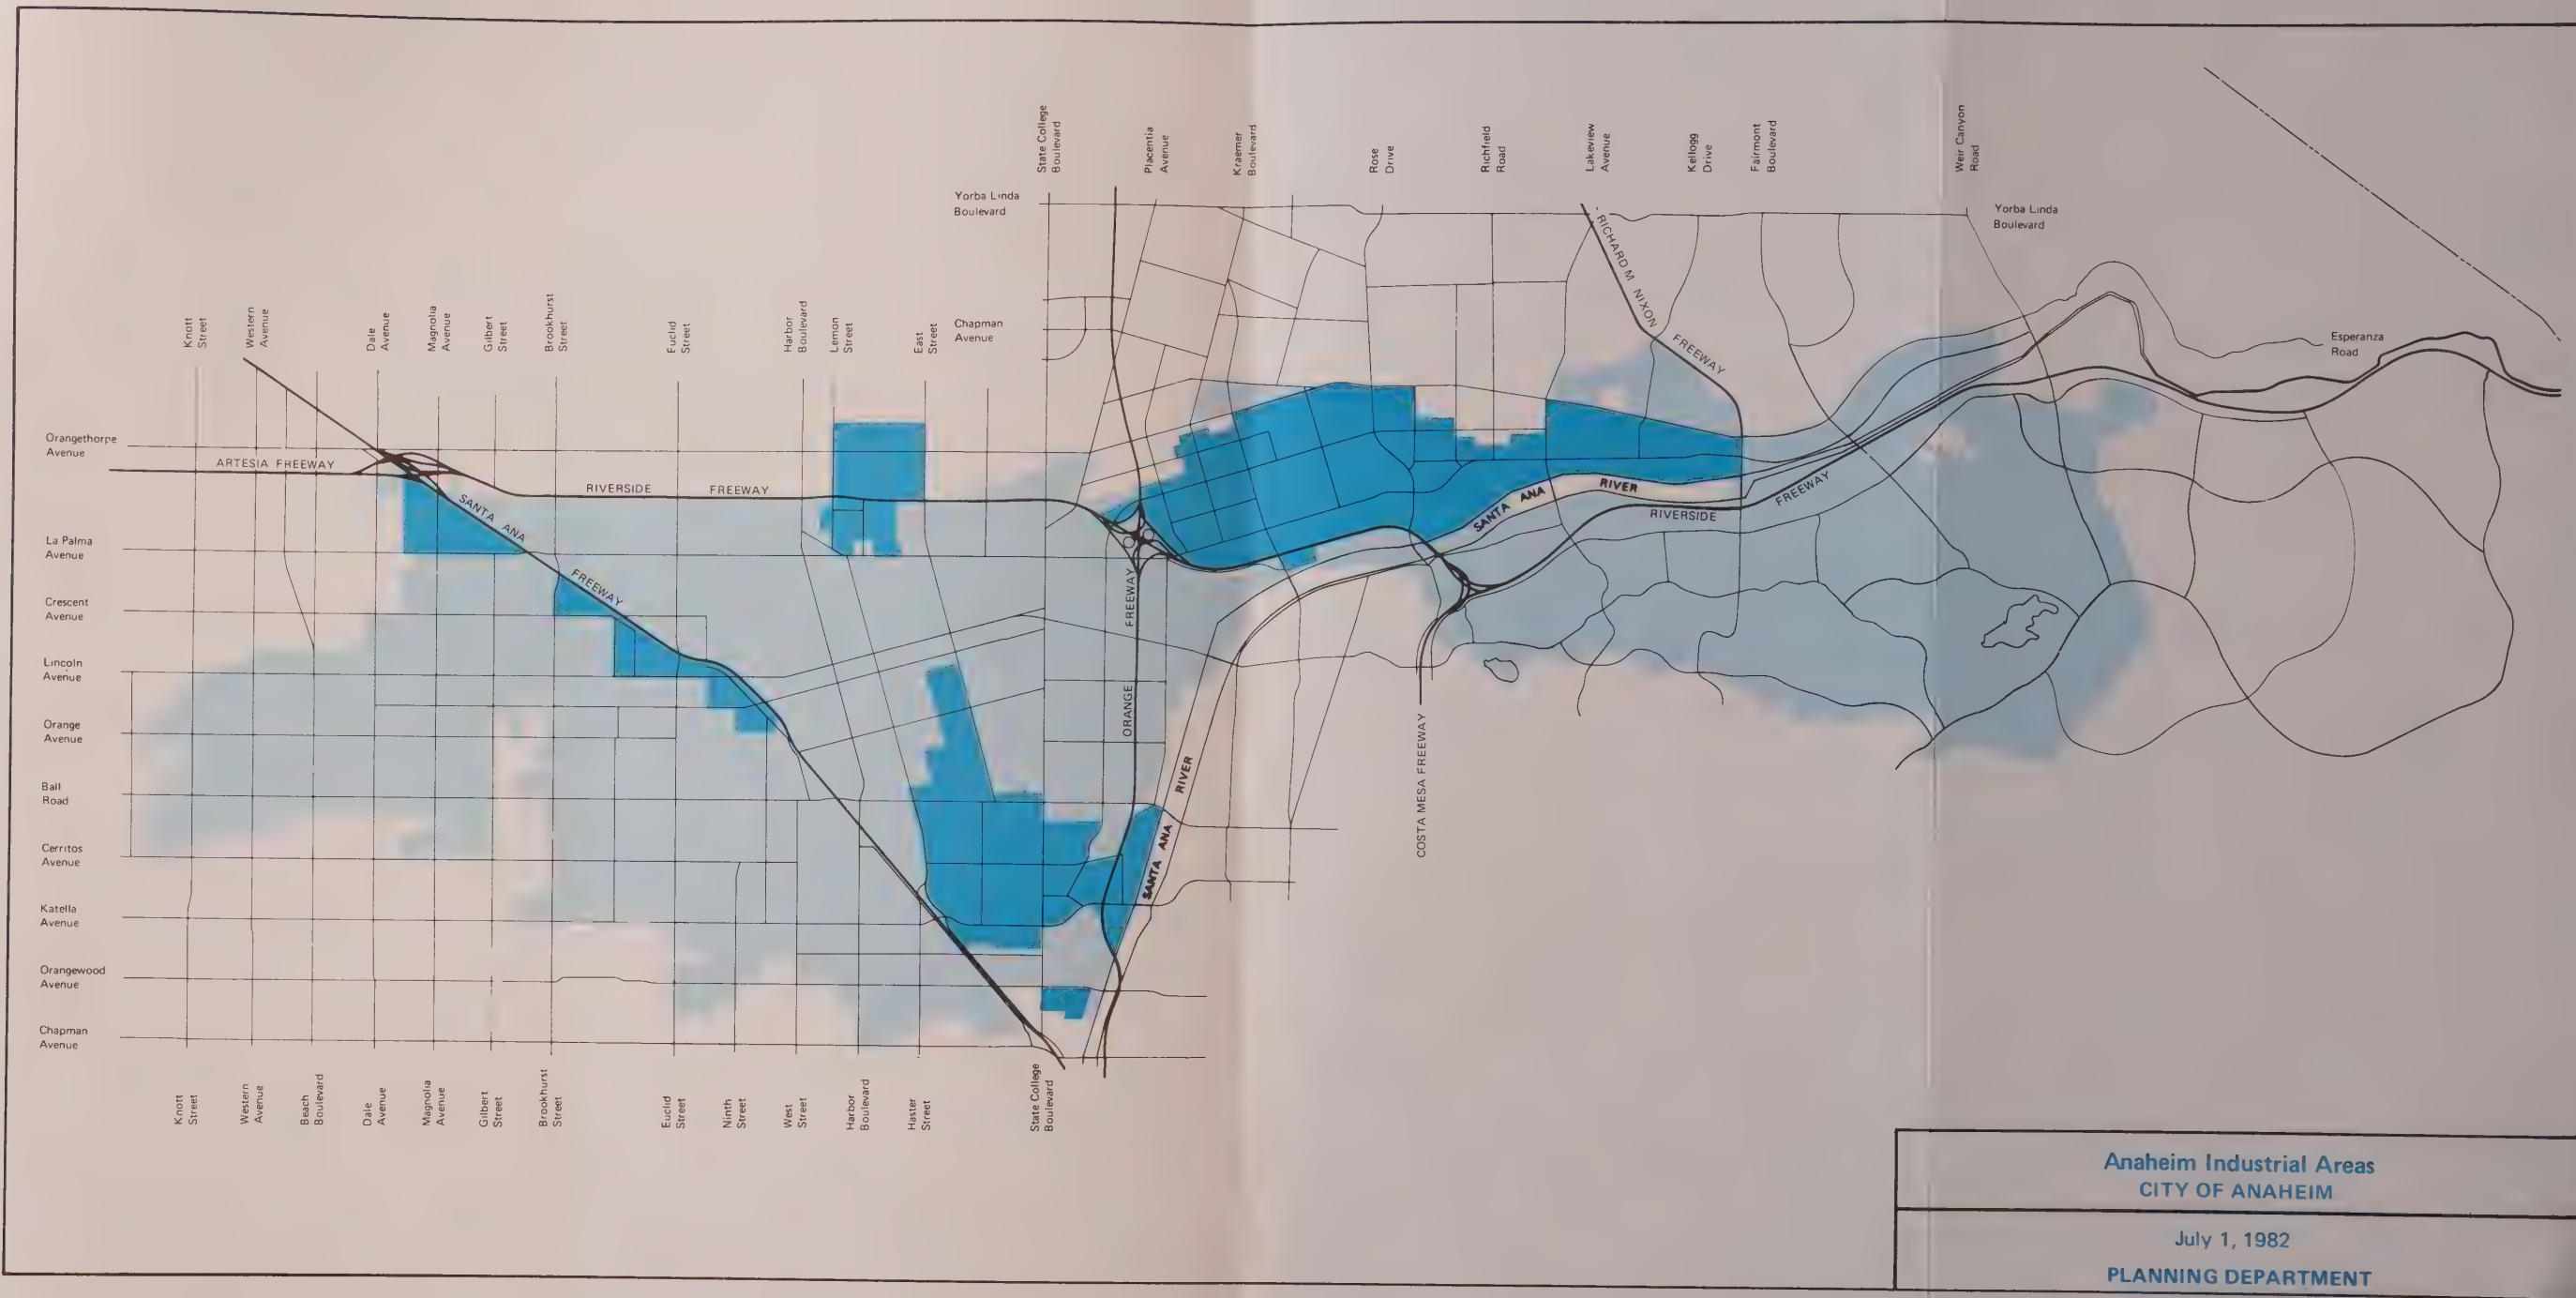 State College
Boulevard
Placentia
Avenue
Kraemer
Boulevard
Rose
Drive
Richfield
Road
Lakeview
Avenue
Kellogg
Drive
Fairmont
Boulevard
Weir Canyon
Road
Yorba Linda
Boulevard
Yorba Linda
Boulevard
RICHARD M NIXON FREEWAY
Knott
Street
Western
Avenue
Dale
Avenue
Magnolia
Avenue
Gilbert
Street
Brookhurst
Street
Euclid
Street
Harbor
Boulevard
Lemon
Street
East
Street
Chapman
Avenue
Esperanza
Road
Orangethorpe
Avenue
ARTESIA FREEWAY
RIVERSIDE FREEWAY
SANTA ANA FREEWAY
SANTA ANA RIVER
RIVERSIDE FREEWAY
La Palma
Avenue
Crescent
Avenue
Lincoln
Avenue
Orange
Avenue
Ball
Road
Cerritos
Avenue
Katella
Avenue
Orangewood
Avenue
Chapman
Avenue
ORANGE FREEWAY
SANTA ANA RIVER
COSTA MESA FREEWAY
Knott
Street
Western
Avenue
Beach
Boulevard
Dale
Avenue
Magnolia
Avenue
Gilbert
Street
Brookhurst
Street
Euclid
Street
Ninth
Street
West
Street
Harbor
Boulevard
Haster
Street
State College
Boulevard
Anaheim Industrial Areas
CITY OF ANAHEIM
July 1, 1982
PLANNING DEPARTMENT